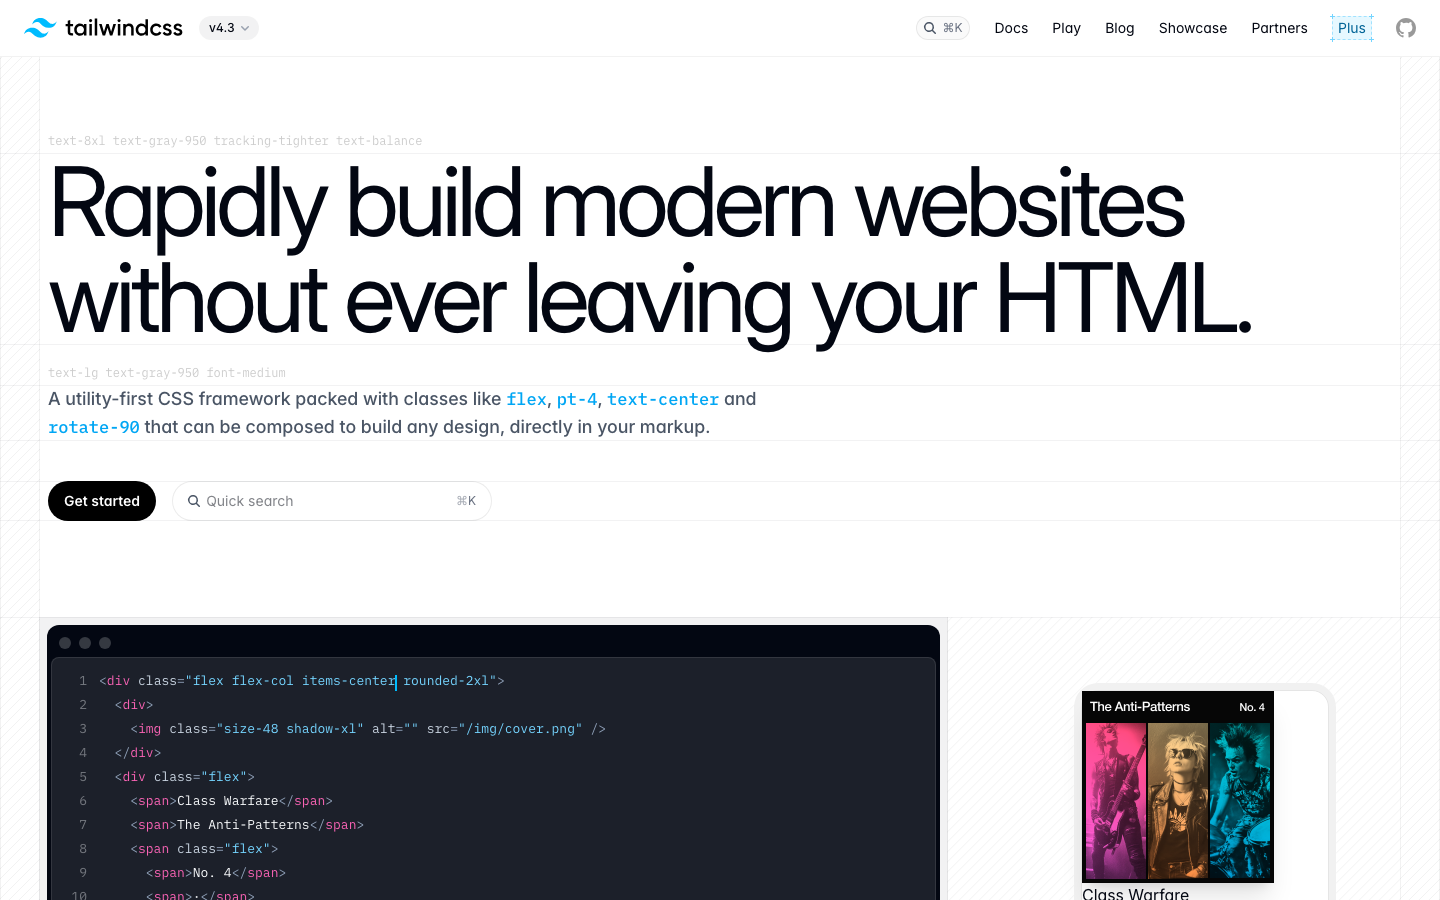 tailwindcss v4.3 ⌘K Docs Play Blog Showcase Partners Plus
text-8xl text-gray-950 tracking-tighter text-balance
Rapidly build modern websites
without ever leaving your HTML.
text-lg text-gray-950 font-medium
A utility-first CSS framework packed with classes like flex, pt-4, text-center and
rotate-90 that can be composed to build any design, directly in your markup.
Get started Quick search ⌘K
1 <div class="flex flex-col items-center rounded-2xl">
2 <div>
3 <img class="size-48 shadow-xl" alt="" src="/img/cover.png" />
4 </div>
5 <div class="flex">
6 <span>Class Warfare</span>
7 <span>The Anti-Patterns</span>
8 <span class="flex">
9 <span>No. 4</span>
10 <span>·</span>
The Anti-Patterns No. 4
Class Warfare